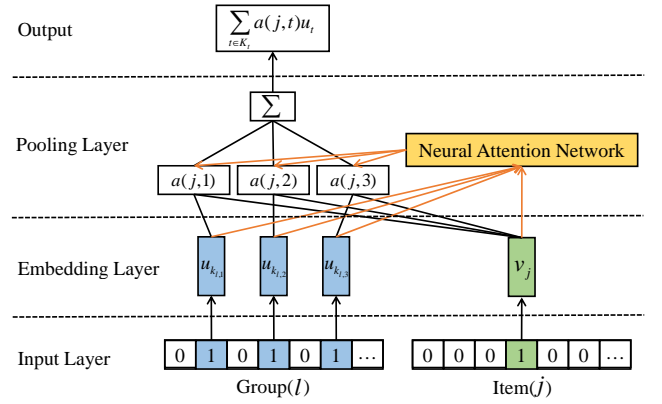 Output
∑ a(j,t)u_t
t∈K_t
∑
Pooling Layer
Neural Attention Network
a(j,1) a(j,2) a(j,3)
Embedding Layer
u_{k_{l,1}} u_{k_{l,2}} u_{k_{l,3}} v_j
Input Layer
0 1 0 1 0 1 … 0 0 0 1 0 0 …
Group(l) Item(j)